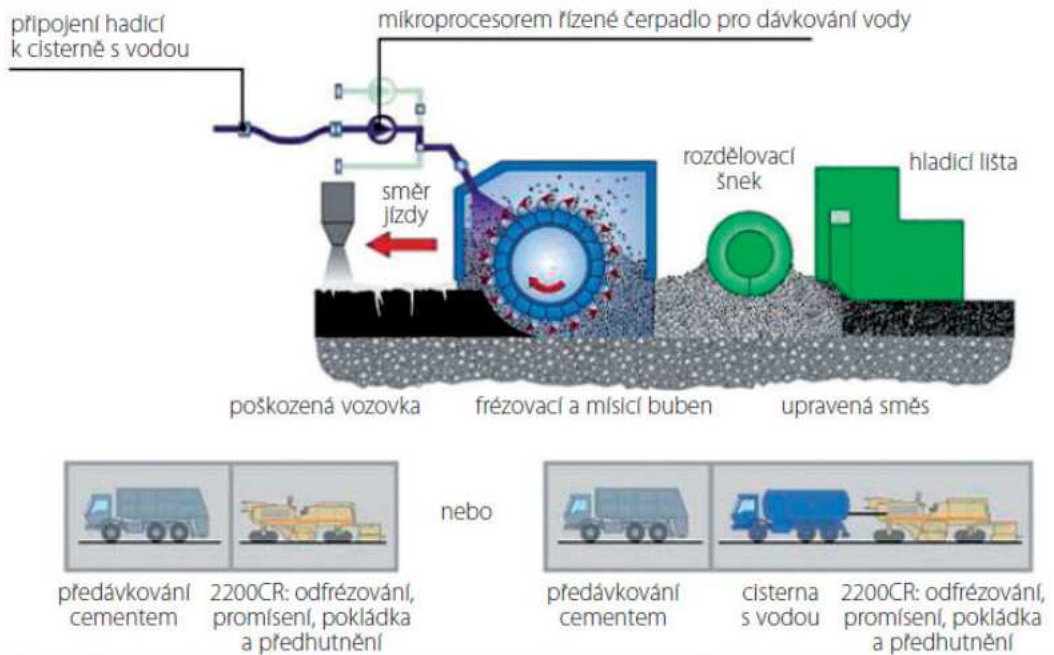 připojení hadicí
k cisterně s vodou
mikroprocesorem řízené čerpadlo pro dávkování vody
směr
jízdy
rozdělovací
šnek
hladicí lišta
poškozená vozovka
frézovací a mísicí buben
upravená směs
nebo
předávkování
cementem
2200CR: odfrézování,
promísení, pokládka
a předhutnění
předávkování
cementem
cisterna
s vodou
2200CR: odfrézování,
promísení, pokládka
a předhutnění